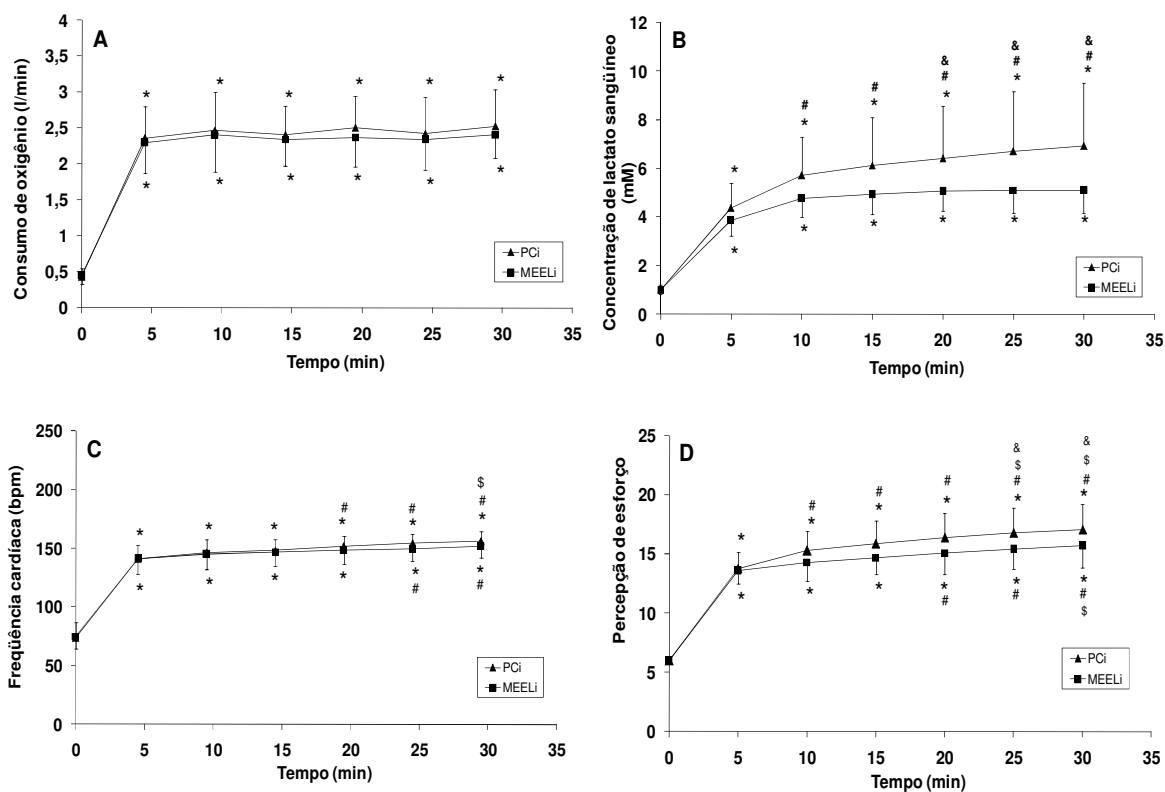 A
Consumo de oxigênio (l/min)
4
3,5
3
2,5
2
1,5
1
0,5
0
* * * * * *
* * * * * *
PCi
MEELi
0 5 10 15 20 25 30 35
Tempo (min)
B
Concentração de lactato sangüíneo
(mM)
12
10
8
6
4
2
0
& & &
# # # # #
* * * * * *
* * * * * *
PCi
MEELi
0 5 10 15 20 25 30 35
Tempo (min)
C
Freqüência cardíaca (bpm)
250
200
150
100
50
0
$
# # #
* * * * * *
* * * * * *
# #
PCi
MEELi
0 5 10 15 20 25 30 35
Tempo (min)
D
Percepção de esforço
25
20
15
10
5
0
& &
$ $
# # # # #
* * * * * *
* * * * * *
# # #
$
PCi
MEELi
0 5 10 15 20 25 30 35
Tempo (min)